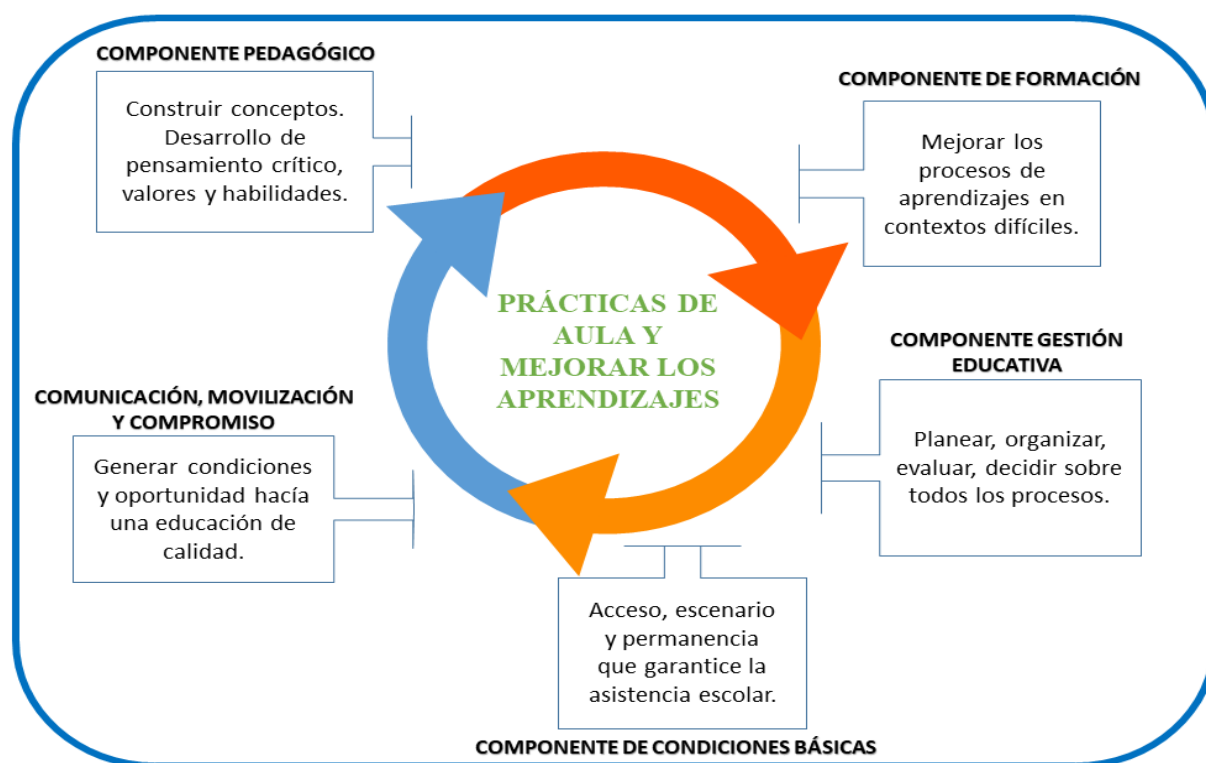 COMPONENTE PEDAGÓGICO
Construir conceptos.
Desarrollo de
pensamiento crítico,
valores y habilidades.
COMPONENTE DE FORMACIÓN
Mejorar los
procesos de
aprendizajes en
contextos difíciles.
PRÁCTICAS DE
AULA Y
MEJORAR LOS
APRENDIZAJES
COMPONENTE GESTIÓN
EDUCATIVA
Planear, organizar,
evaluar, decidir sobre
todos los procesos.
COMUNICACIÓN, MOVILIZACIÓN
Y COMPROMISO
Generar condiciones
y oportunidad hacía
una educación de
calidad.
Acceso, escenario
y permanencia
que garantice la
asistencia escolar.
COMPONENTE DE CONDICIONES BÁSICAS